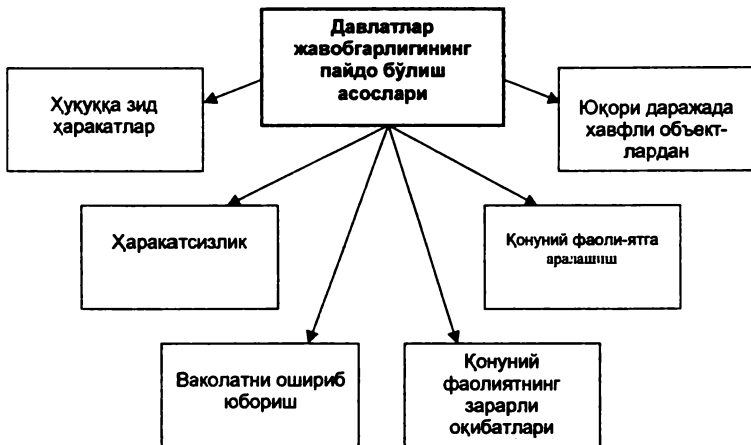 Давлатлар
жавобгарлигининг
пайдо бўлиш
асослари
Ҳуқуққа зид
ҳаракатлар
Юқори даражада
хавфли объект-
лардан
Ҳаракатсизлик
Қонуний фаоли-ятга
аралашиш
Ваколатни ошириб
юбориш
Қонуний
фаолиятнинг
зарарли
оқибатлари